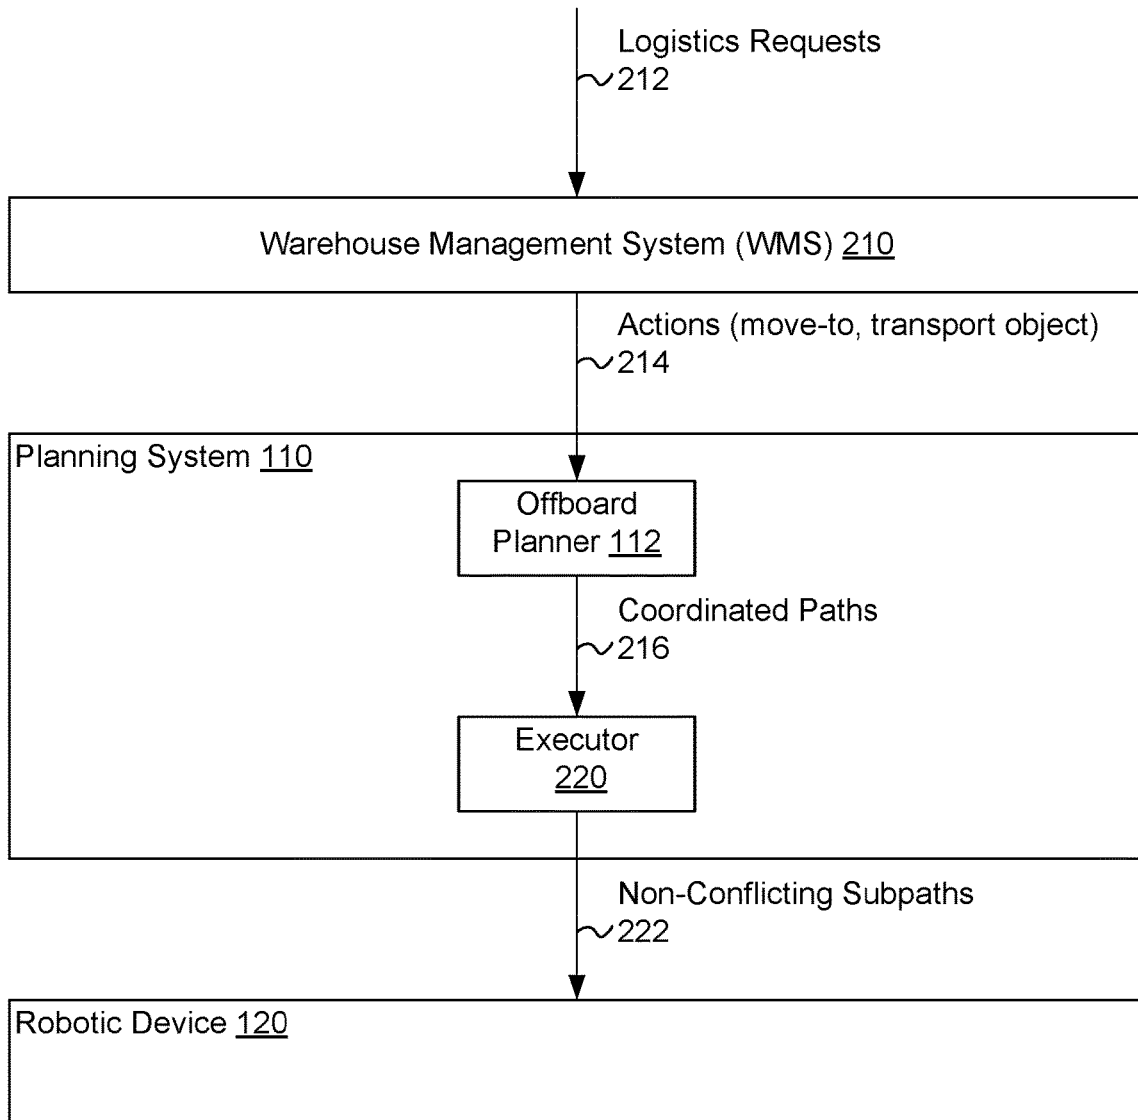 Logistics Requests
212
Warehouse Management System (WMS) 210
Actions (move-to, transport object)
214
Planning System 110
Offboard
Planner 112
Coordinated Paths
216
Executor
220
Non-Conflicting Subpaths
222
Robotic Device 120